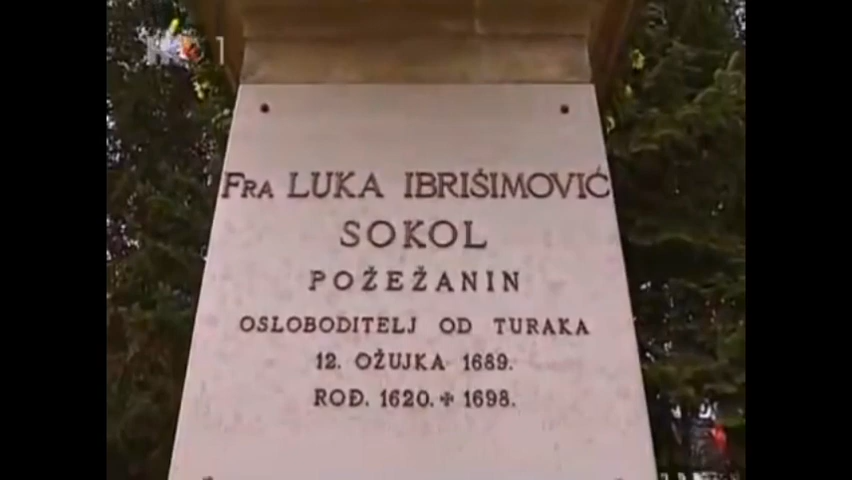 FRA LUKA IBRIŠIMOVIĆ
SOKOL
POŽEŽANIN
OSLOBODITELJ OD TURAKA
12. OŽUJKA 1689.
ROĐ. 1620. ✝ 1698.